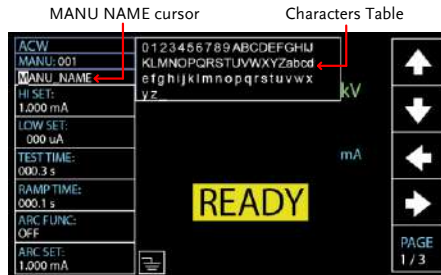 MANU NAME cursor
Characters Table
ACW
MANU: 001
MANU_NAME
HI SET:
1.000 mA
LOW SET:
000 uA
TEST TIME:
000.3 s
RAMP TIME:
000.1 s
ARC FUNC:
OFF
ARC SET:
1.000 mA
0123456789ABCDEFGHIJ
KLMNOPQRSTUVWXYZabcd
efghijklmnopqrstuvwx
yz_
kV
mA
READY
PAGE
1 / 3